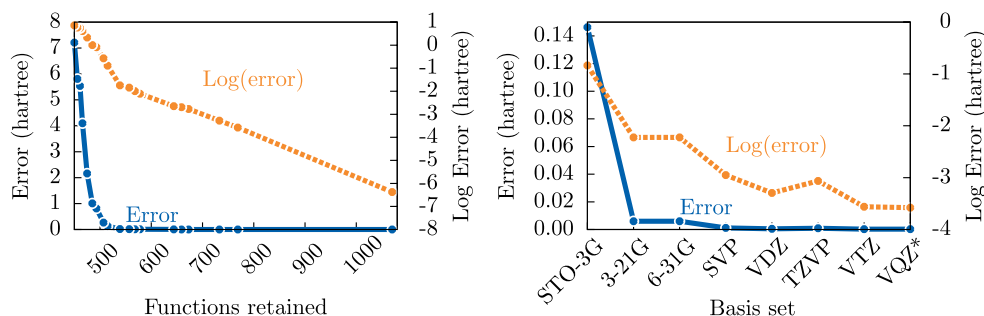 8
7
6
5
4
3
2
1
0
Error (hartree)
1
0
-1
-2
-3
-4
-5
-6
-7
-8
Log Error (hartree)
Log(error)
Error
500
600
700
800
900
1000
Functions retained
0.14
0.12
0.10
0.08
0.06
0.04
0.02
0.00
Error (hartree)
0
-1
-2
-3
-4
Log Error (hartree)
Log(error)
Error
STO-3G
3-21G
6-31G
SVP
VDZ
TZVP
VTZ
VQZ*
Basis set